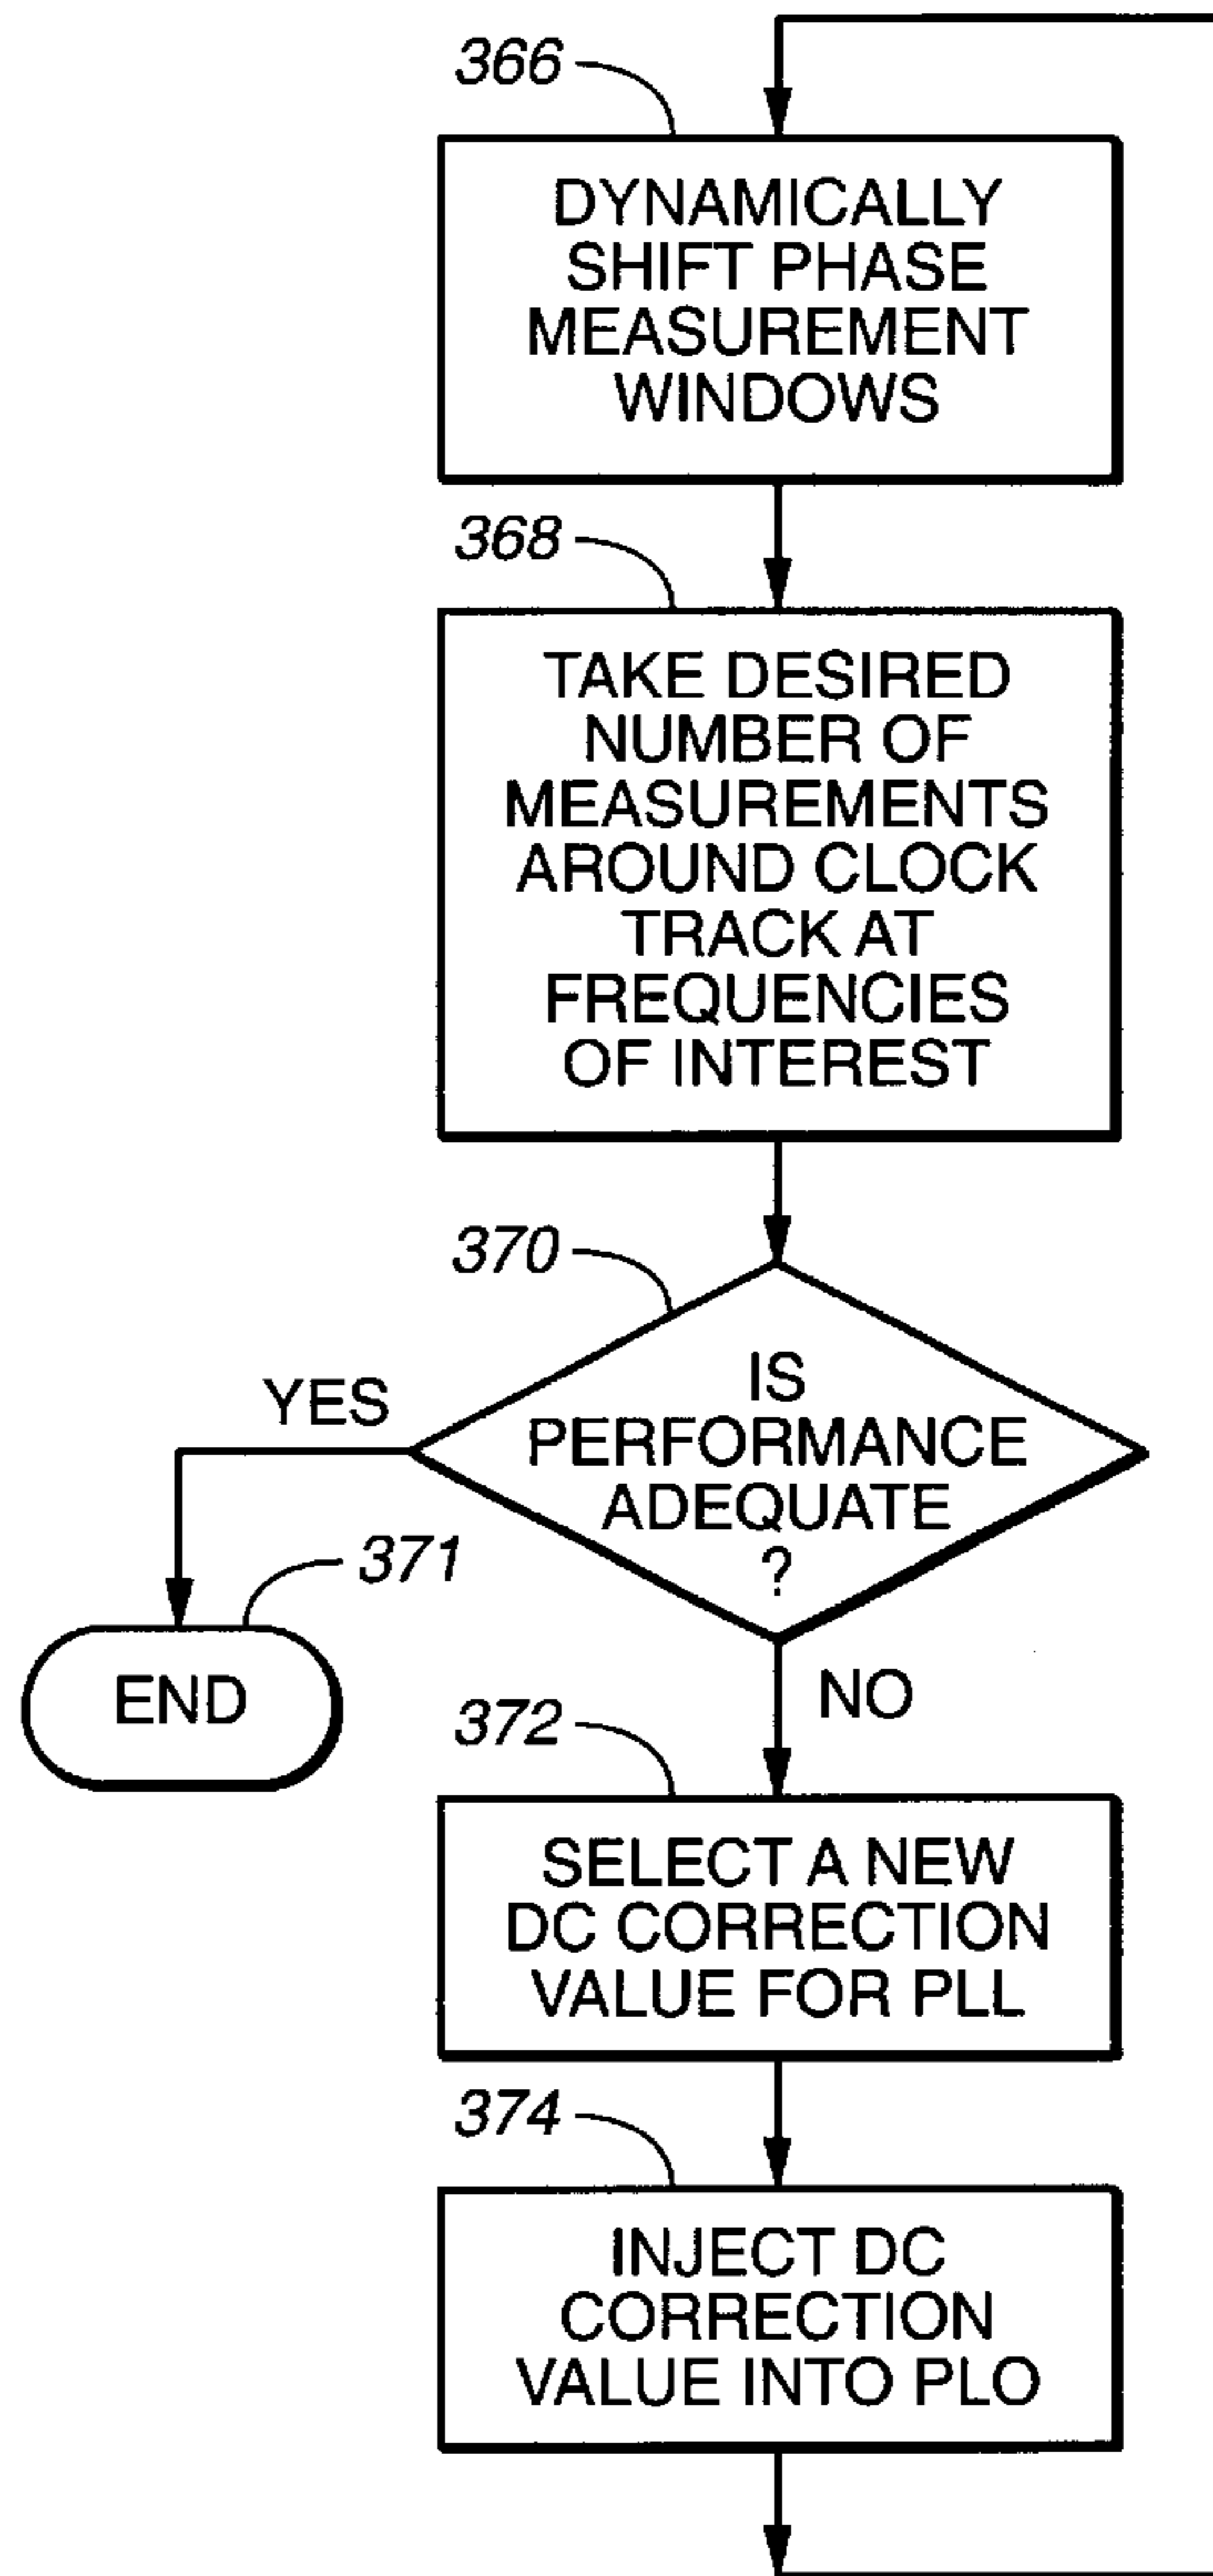 366
DYNAMICALLY
SHIFT PHASE
MEASUREMENT
WINDOWS
368
TAKE DESIRED
NUMBER OF
MEASUREMENTS
AROUND CLOCK
TRACK AT
FREQUENCIES
OF INTEREST
370
IS
PERFORMANCE
ADEQUATE
?
YES
371
END
NO
372
SELECT A NEW
DC CORRECTION
VALUE FOR PLL
374
INJECT DC
CORRECTION
VALUE INTO PLO